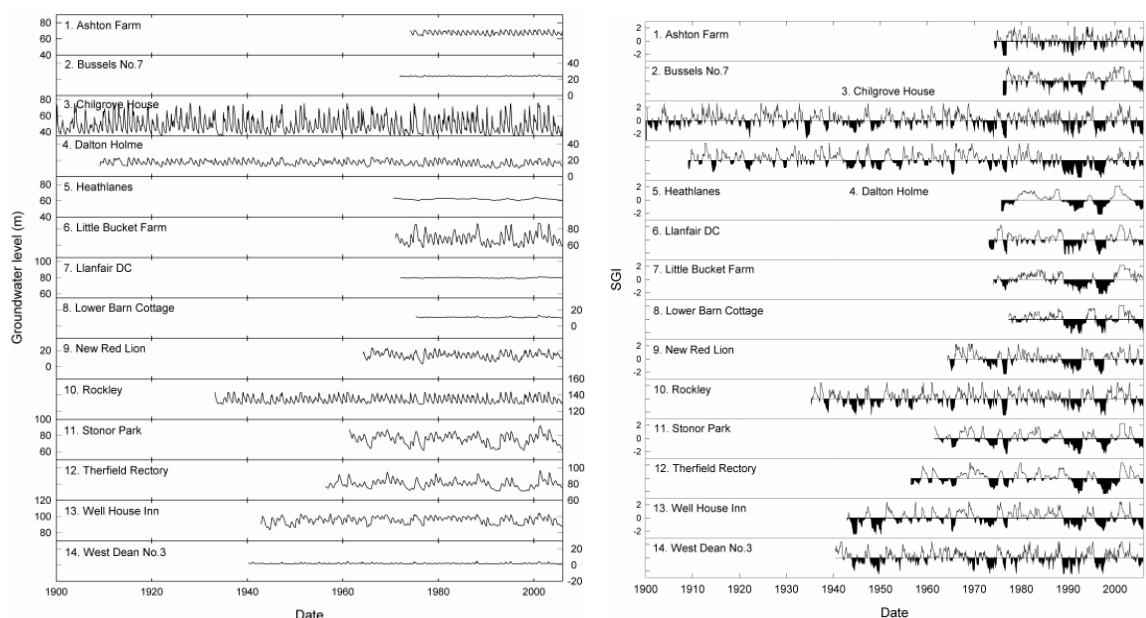 Groundwater level (m)
80
60
40
1. Ashton Farm
2. Bussels No.7
40
20
0
80
60
40
3. Chilgrove House
4. Dalton Holme
40
20
0
80
60
40
5. Heathlanes
6. Little Bucket Farm
80
60
100
80
60
7. Llanfair DC
8. Lower Barn Cottage
20
0
20
0
9. New Red Lion
10. Rockley
160
140
120
100
80
60
11. Stonor Park
12. Therfield Rectory
100
80
60
120
100
80
13. Well House Inn
14. West Dean No.3
20
0
-20
1900 1920 1940 1960 1980 2000
Date
SGI
2
0
-2
1. Ashton Farm
2. Bussels No.7
3. Chilgrove House
2
0
-2
5. Heathlanes
4. Dalton Holme
2
0
-2
6. Llanfair DC
7. Little Bucket Farm
2
0
-2
8. Lower Barn Cottage
9. New Red Lion
2
0
-2
10. Rockley
11. Stonor Park
2
0
-2
12. Therfield Rectory
13. Well House Inn
2
0
-2
14. West Dean No.3
1900 1910 1920 1930 1940 1950 1960 1970 1980 1990 2000
Date